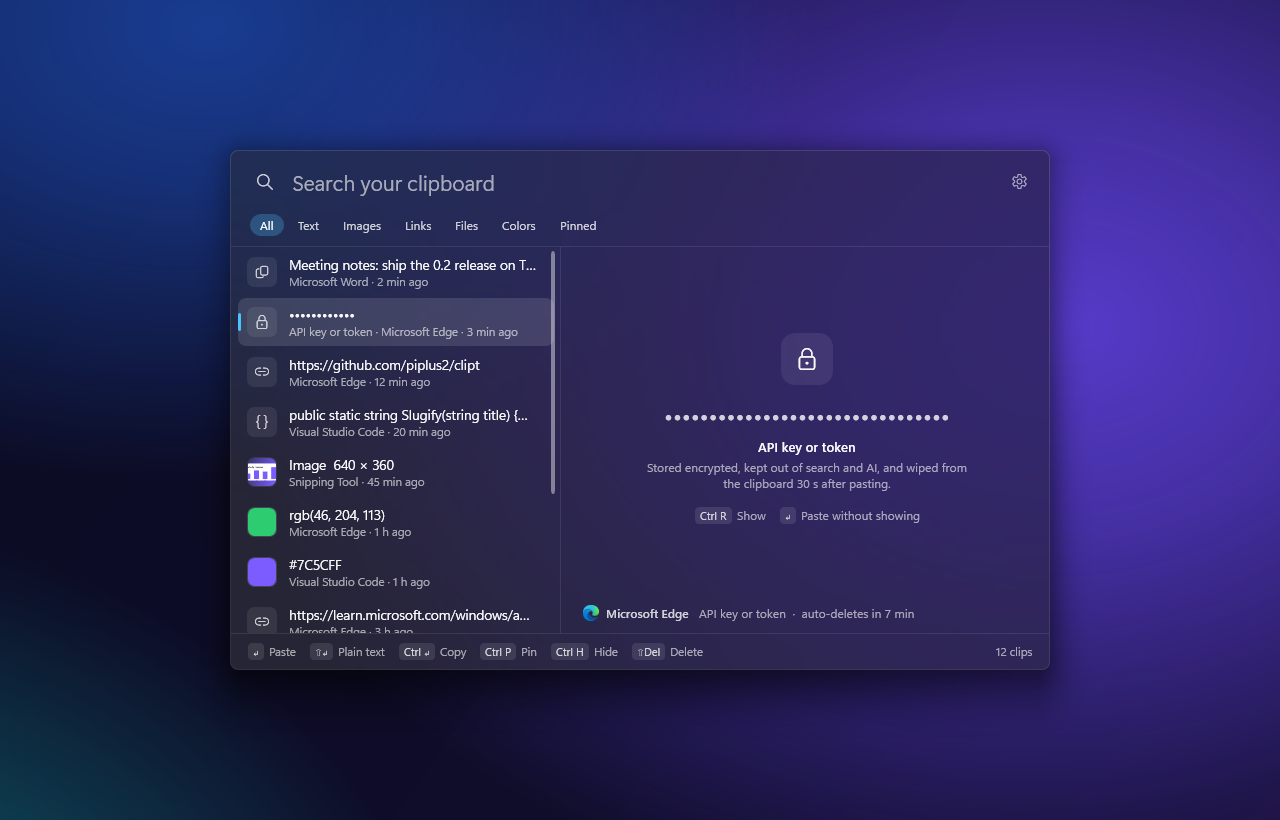 Search your clipboard
All Text Images Links Files Colors Pinned
Meeting notes: ship the 0.2 release on T...
Microsoft Word · 2 min ago
••••••••••••
API key or token · Microsoft Edge · 3 min ago
https://github.com/piplus2/clipt
Microsoft Edge · 12 min ago
public static string Slugify(string title) {...
Visual Studio Code · 20 min ago
Image 640 × 360
Snipping Tool · 45 min ago
rgb(46, 204, 113)
Microsoft Edge · 1 h ago
#7C5CFF
Visual Studio Code · 1 h ago
https://learn.microsoft.com/windows/a...
Microsoft Edge · 3 h ago
••••••••••••••••••••••••••••••••
API key or token
Stored encrypted, kept out of search and AI, and wiped from
the clipboard 30 s after pasting.
Ctrl R Show ↵ Paste without showing
Microsoft Edge API key or token · auto-deletes in 7 min
↵ Paste ⇧↵ Plain text Ctrl ↵ Copy Ctrl P Pin Ctrl H Hide ⇧Del Delete 12 clips